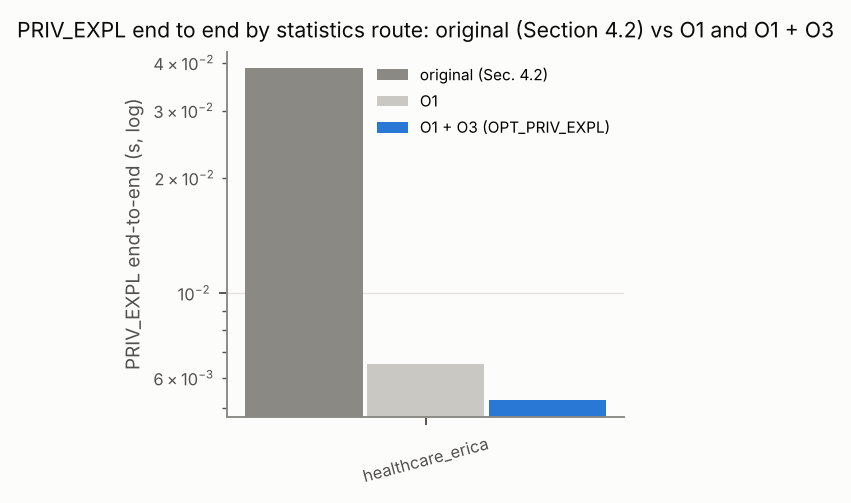 PRIV_EXPL end to end by statistics route: original (Section 4.2) vs O1 and O1 + O3
original (Sec. 4.2)
O1
O1 + O3 (OPT_PRIV_EXPL)
PRIV_EXPL end-to-end (s, log)
4 × 10⁻²
3 × 10⁻²
2 × 10⁻²
10⁻²
6 × 10⁻³
healthcare_erica